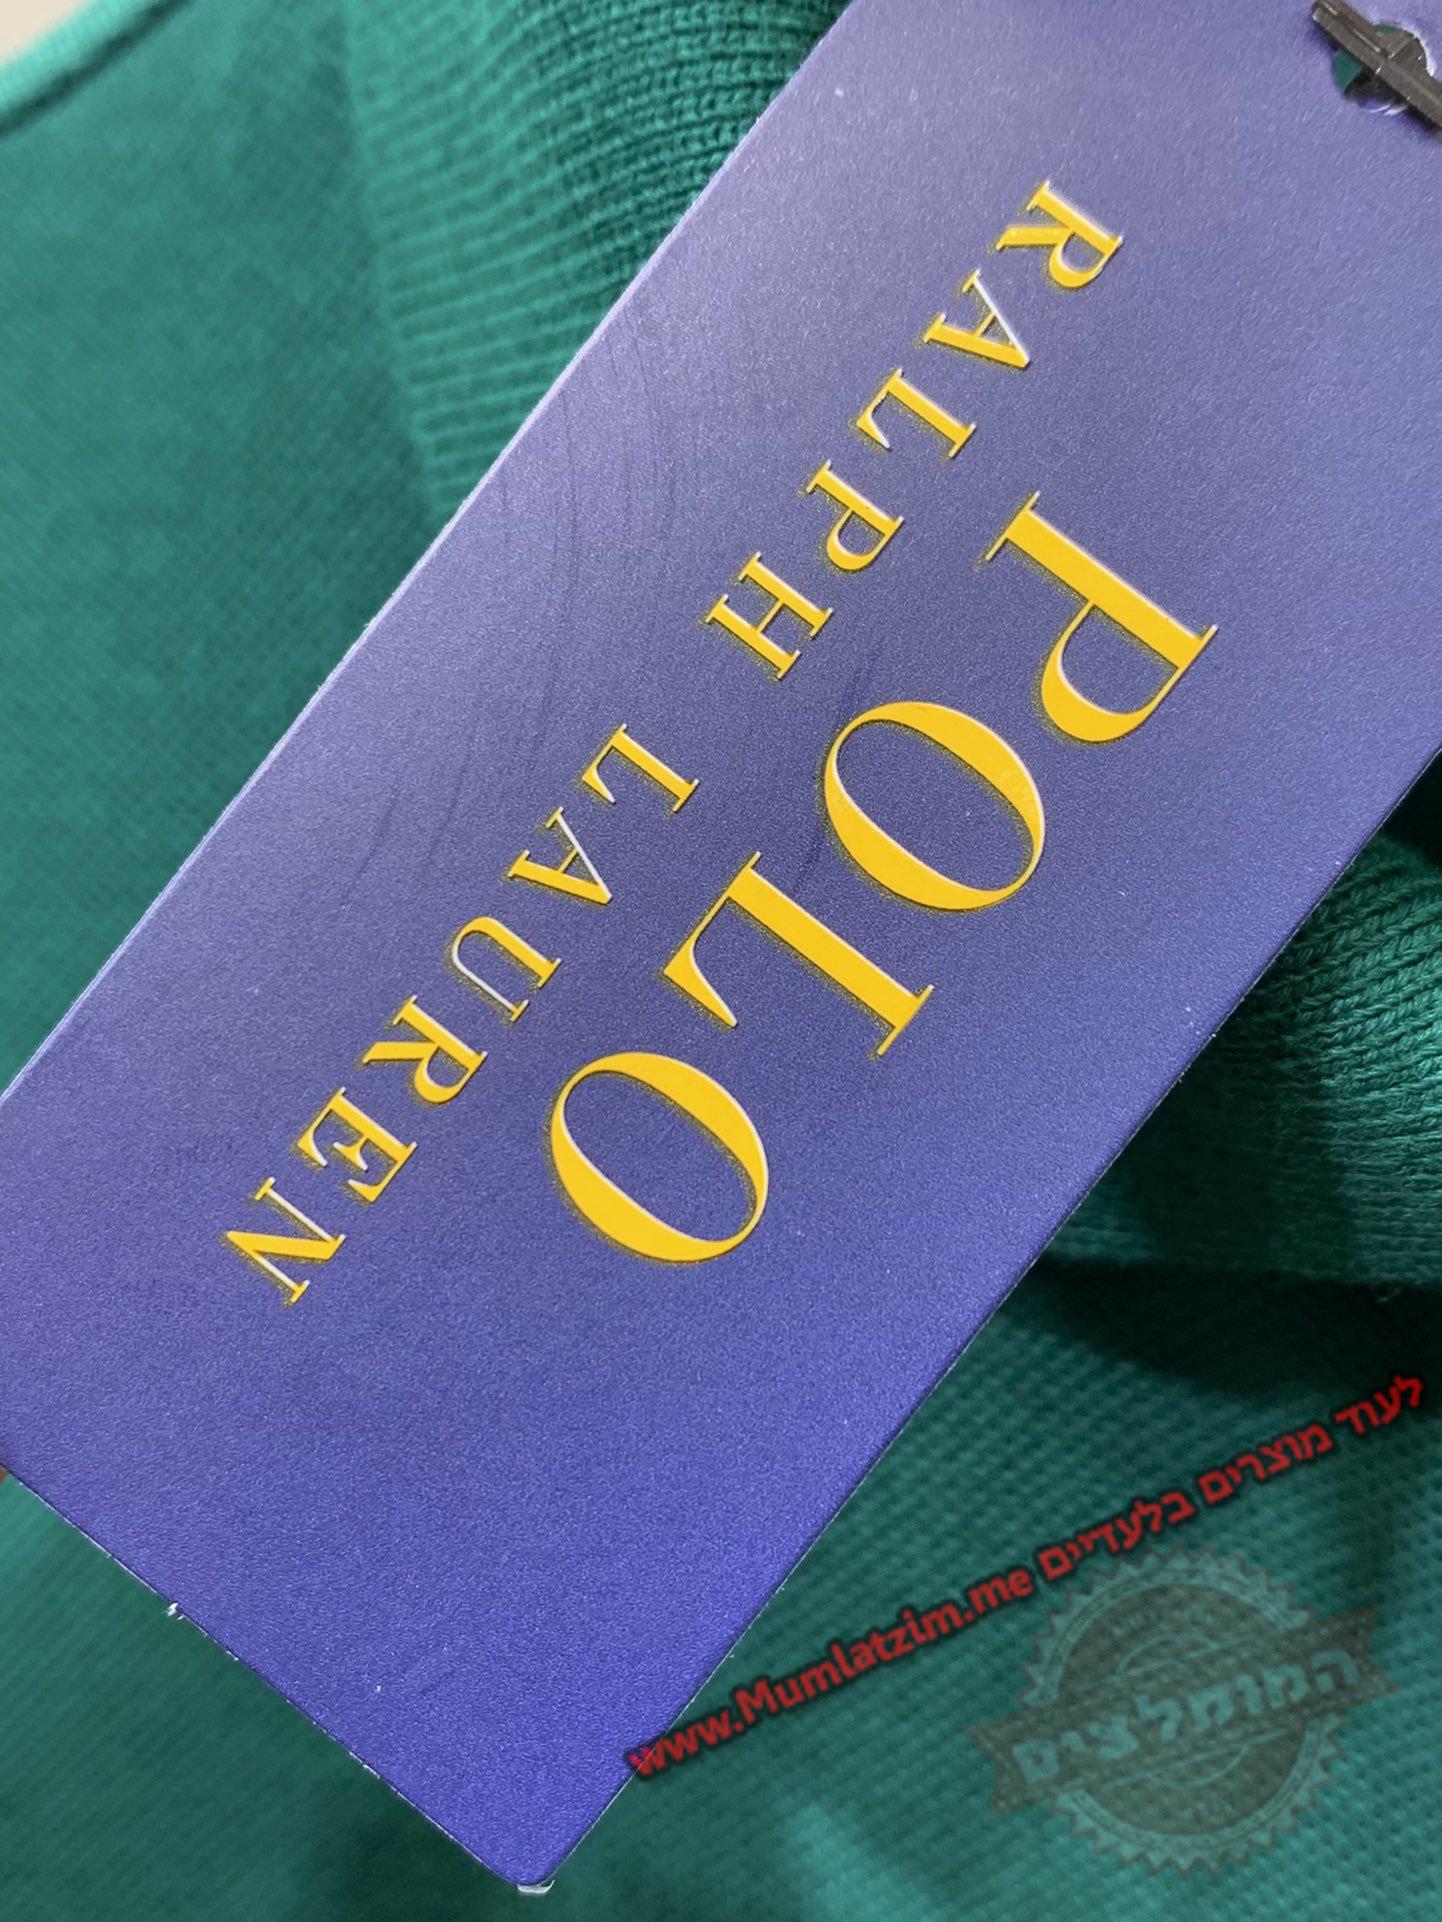 POLO
RALPH LAUREN
לעוד מוצרים בלעדיים www.Mumlatzim.me
המומלצים